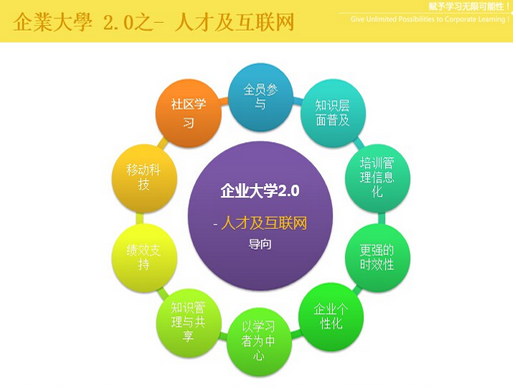 企業大學 2.0之- 人才及互联网
赋予学习无限可能性！
Give Unlimited Possibilities to Corporate Learning！
全员参
与
知识层
面普及
培训管
理信息
化
更强的
时效性
企业个
性化
以学习
者为中
心
知识管
理与共
享
绩效支
持
移动科
技
社区学
习
企业大学2.0
- 人才及互联网
导向